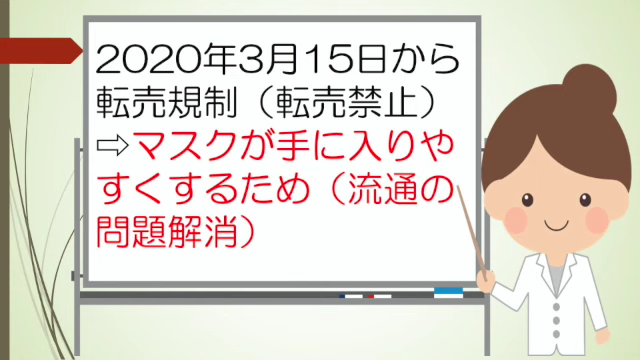 2020年3月15日から
転売規制（転売禁止）
⇨マスクが手に入りや
すくするため（流通の
問題解消）